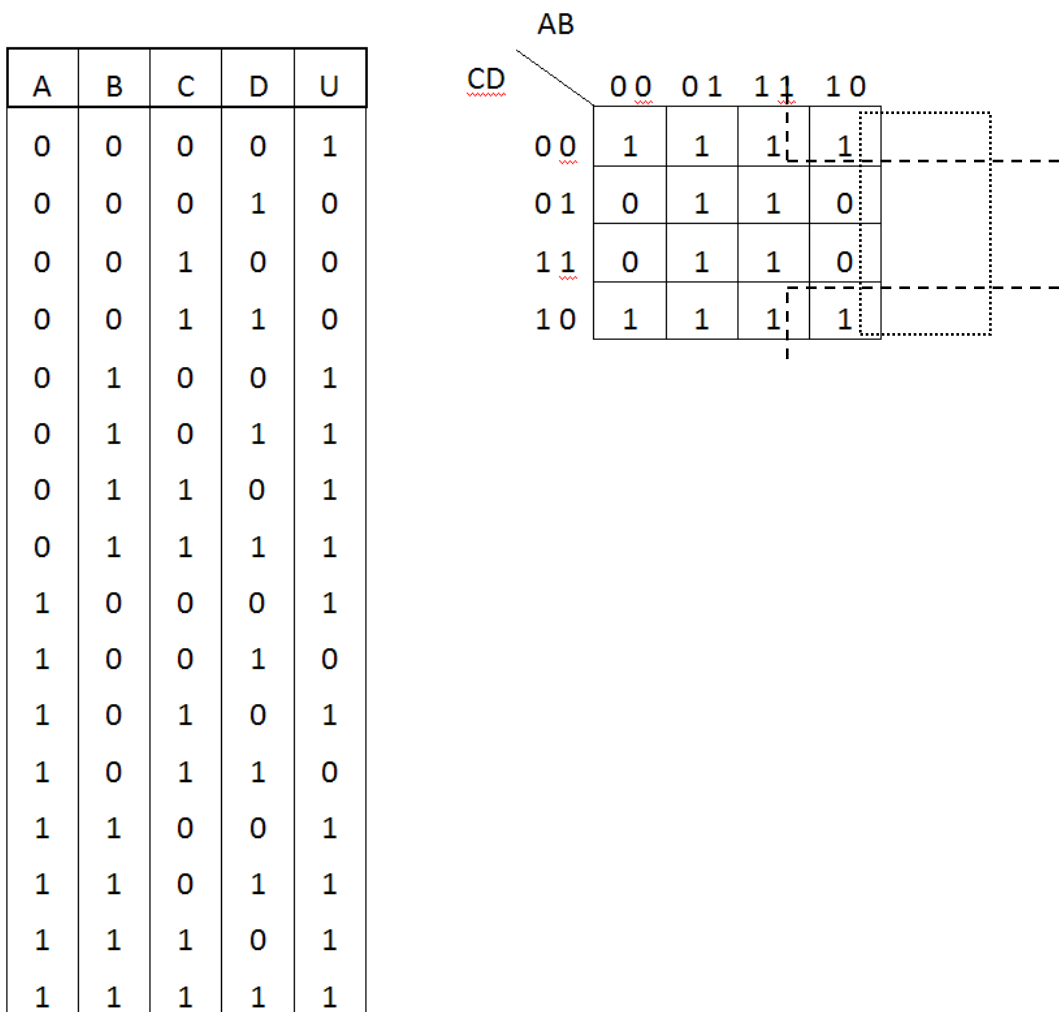 AB
CD
00 01 11 10
00 1 1 1 1
01 0 1 1 0
11 0 1 1 0
10 1 1 1 1
A B C D U
0 0 0 0 1
0 0 0 1 0
0 0 1 0 0
0 0 1 1 0
0 1 0 0 1
0 1 0 1 1
0 1 1 0 1
0 1 1 1 1
1 0 0 0 1
1 0 0 1 0
1 0 1 0 1
1 0 1 1 0
1 1 0 0 1
1 1 0 1 1
1 1 1 0 1
1 1 1 1 1